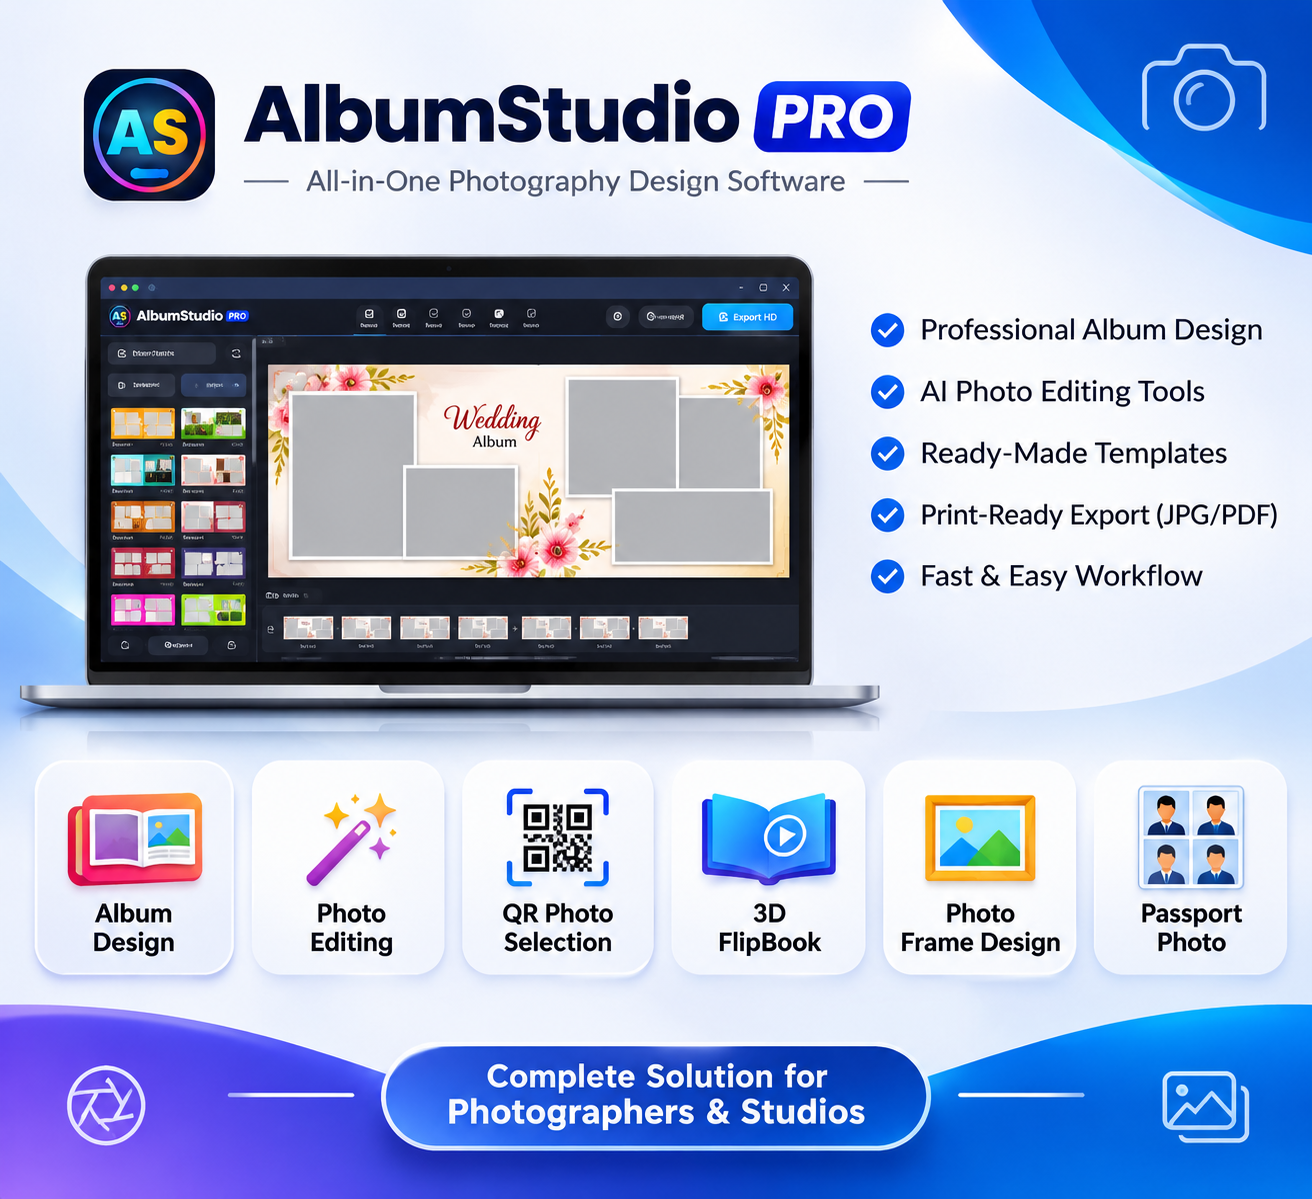 AS
AlbumStudio PRO
All-in-One Photography Design Software
AS AlbumStudio PRO
Export HD
Wedding
Album
Professional Album Design
AI Photo Editing Tools
Ready-Made Templates
Print-Ready Export (JPG/PDF)
Fast & Easy Workflow
Album
Design
Photo
Editing
QR Photo
Selection
3D
FlipBook
Photo
Frame Design
Passport
Photo
Complete Solution for
Photographers & Studios